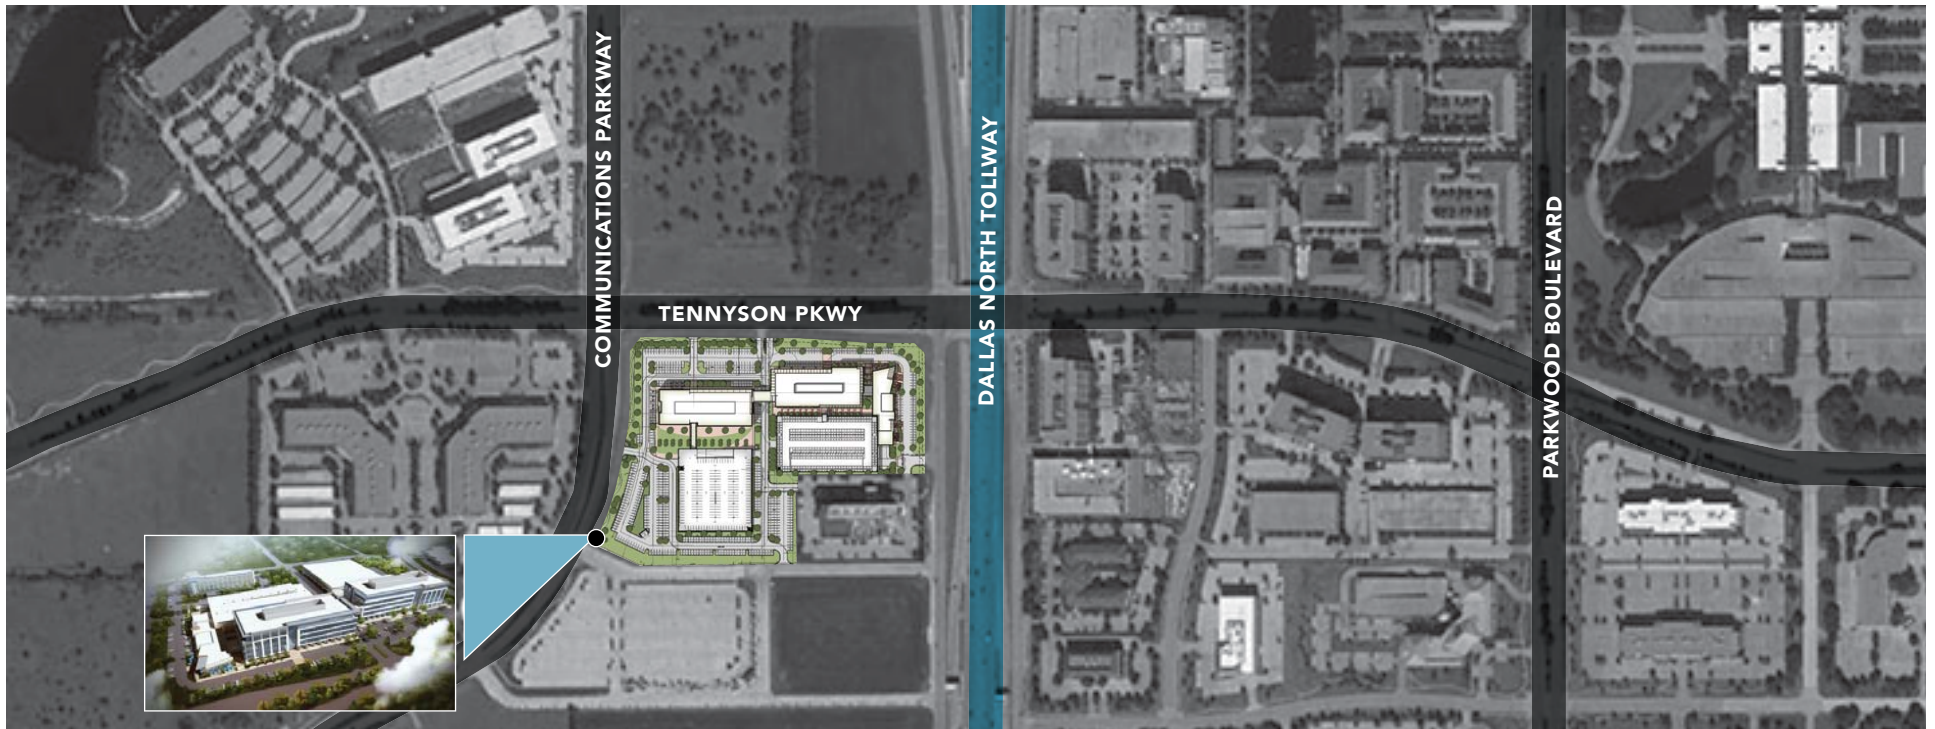 COMMUNICATIONS PARKWAY
TENNYSON PKWY
DALLAS NORTH TOLLWAY
PARKWOOD BOULEVARD